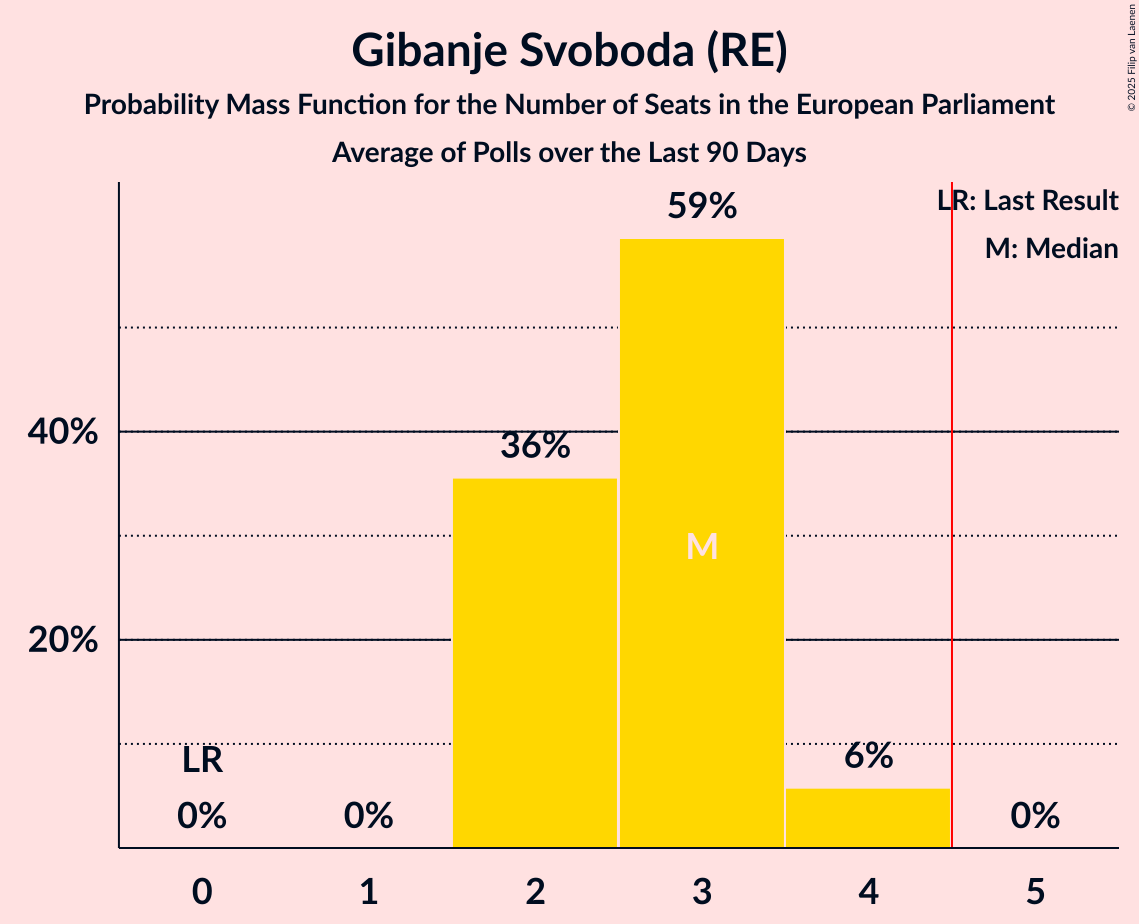 Gibanje Svoboda (RE)
Probability Mass Function for the Number of Seats in the European Parliament
Average of Polls over the Last 90 Days
© 2025 Filip van Laenen
LR: Last Result
M: Median
59%
40%
36%
M
20%
LR
6%
0%
0%
0%
0
1
2
3
4
5